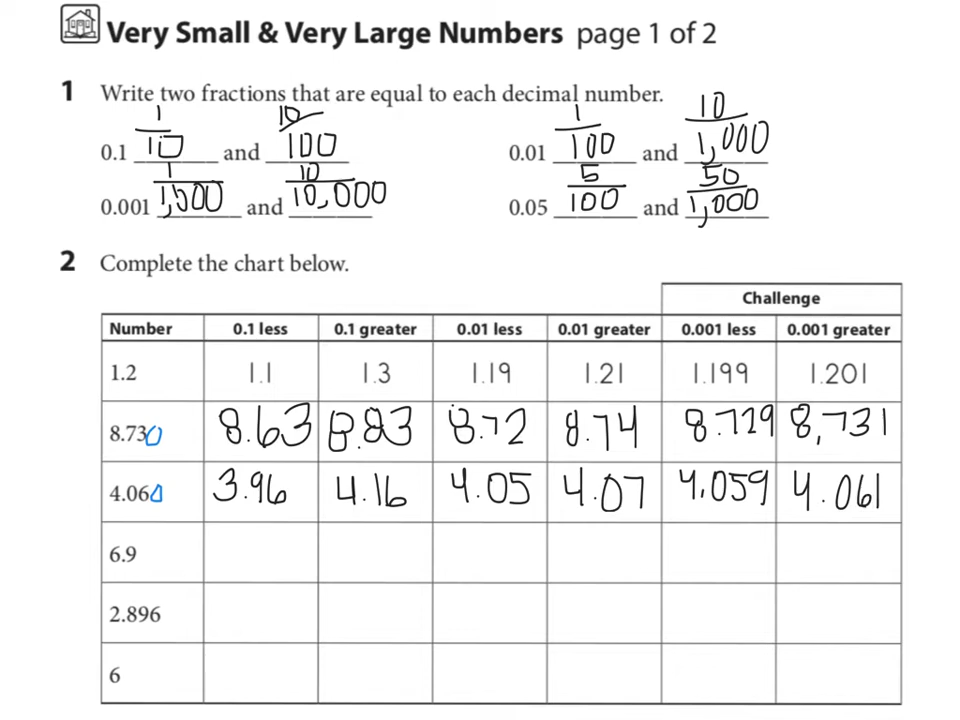 Very Small & Very Large Numbers page 1 of 2
1 Write two fractions that are equal to each decimal number.
0.1 1/10 and 10/100 0.01 1/100 and 10/1,000
0.001 1/1,000 and 10/10,000 0.05 5/100 and 50/1,000
2 Complete the chart below.
Challenge
Number 0.1 less 0.1 greater 0.01 less 0.01 greater 0.001 less 0.001 greater
1.2 1.1 1.3 1.19 1.21 1.199 1.201
8.730 8.63 8.83 8.72 8.74 8.729 8,731
4.060 3.96 4.16 4.05 4.07 4,059 4.061
6.9
2.896
6